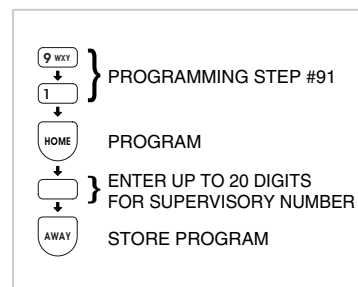 9 WXY
1
PROGRAMMING STEP #91
HOME
PROGRAM
ENTER UP TO 20 DIGITS
FOR SUPERVISORY NUMBER
AWAY
STORE PROGRAM